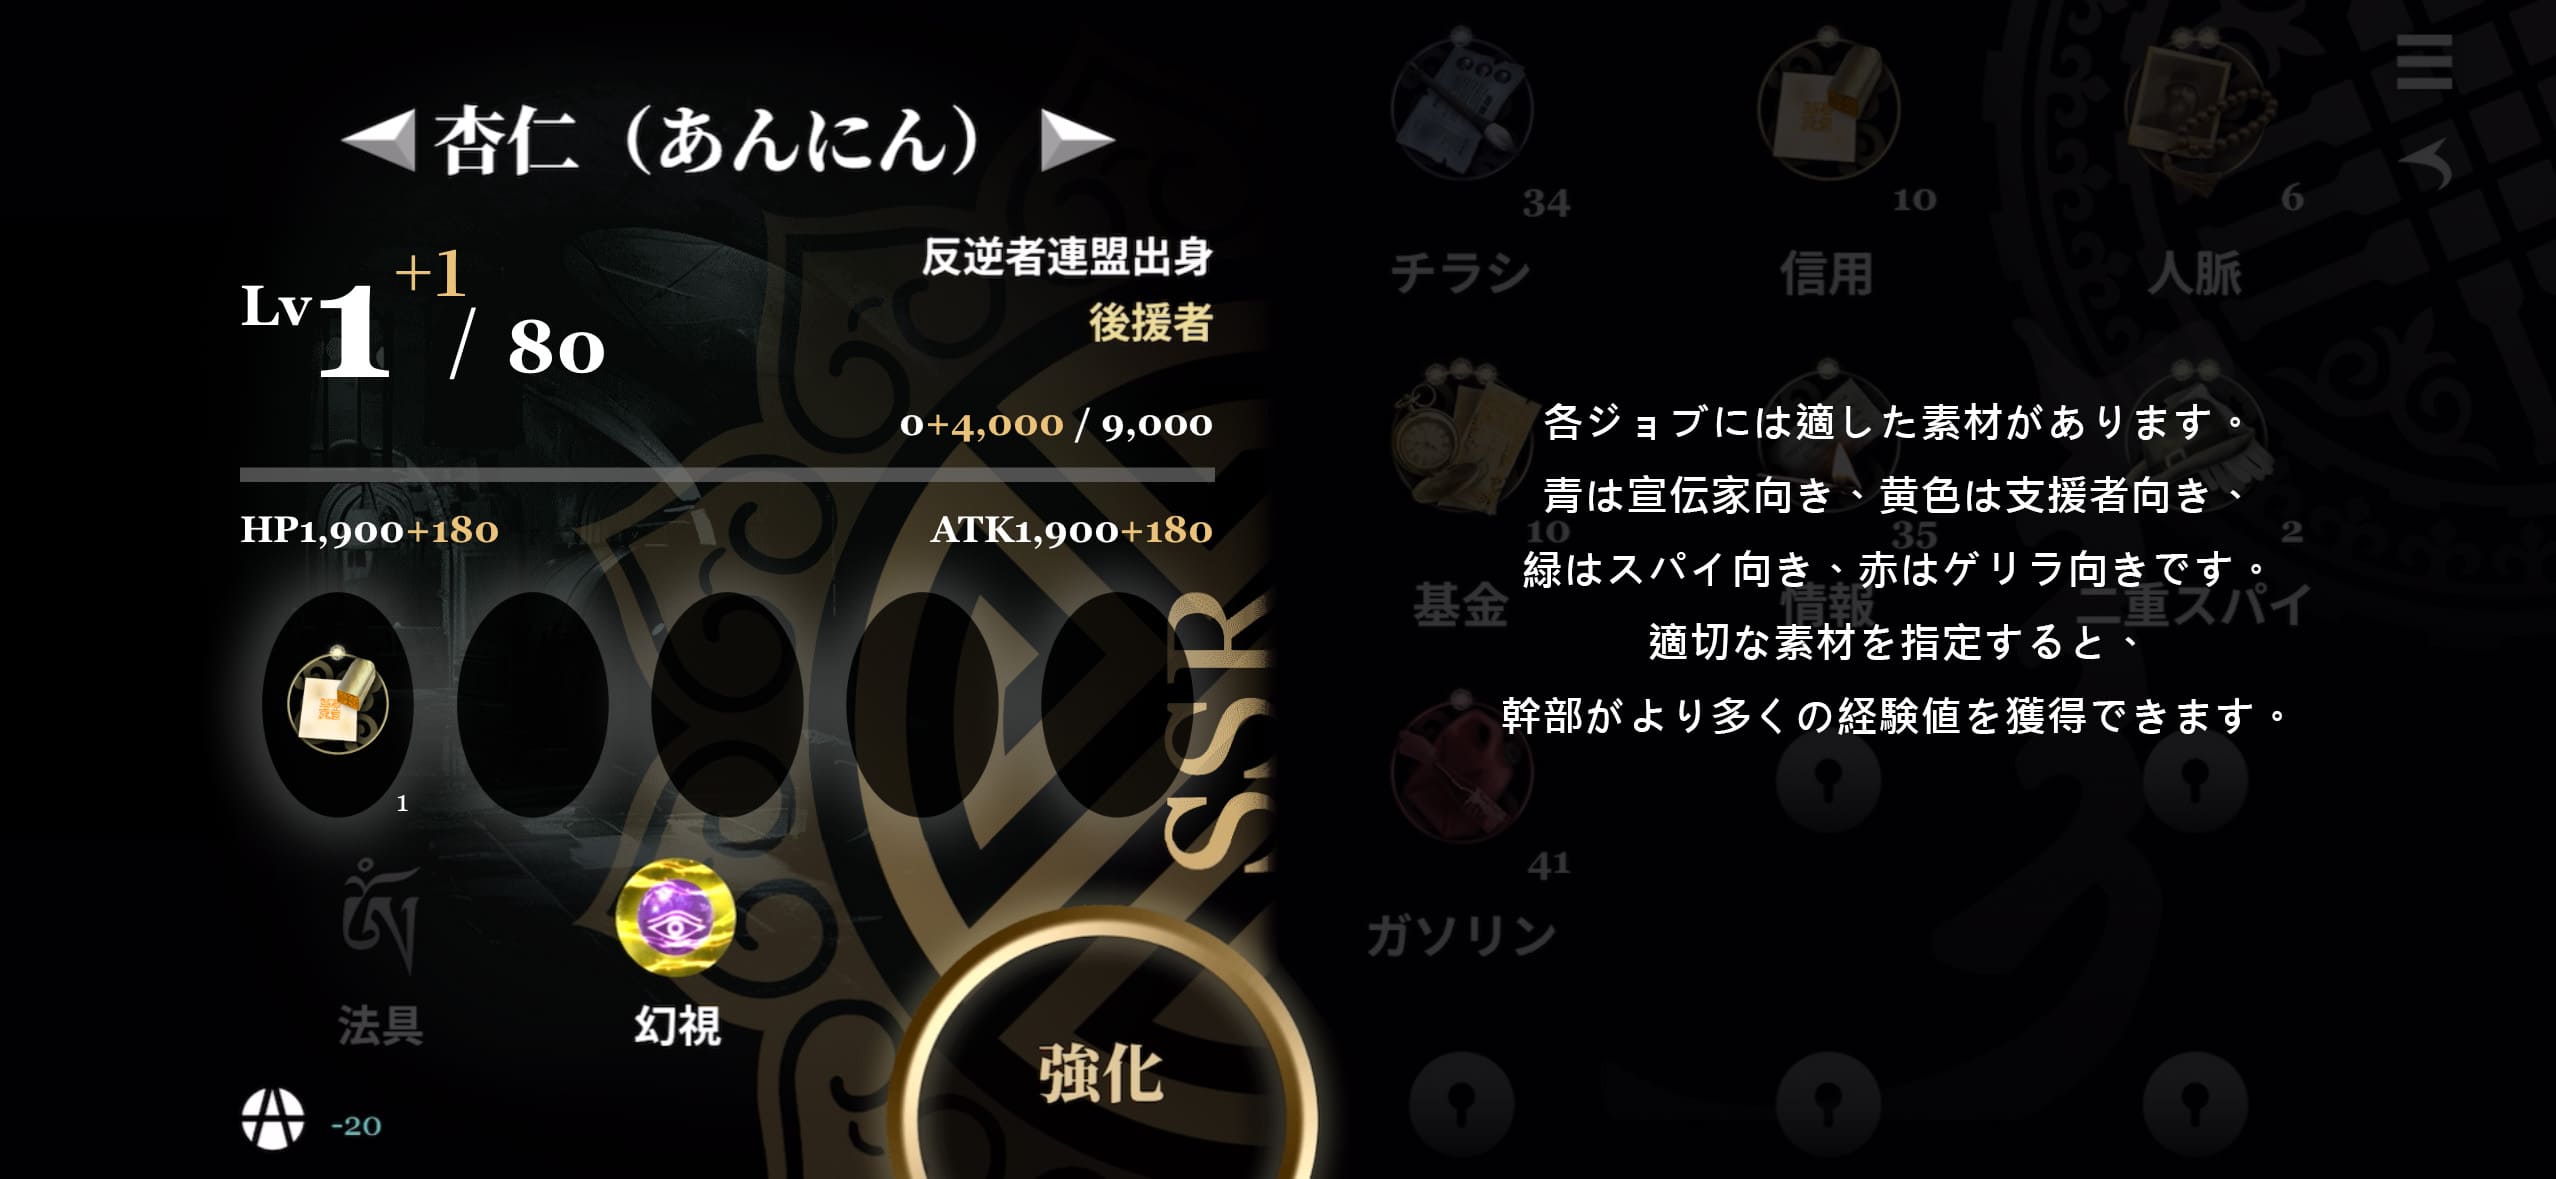 杏仁（あんにん）
Lv1+1/ 80
反逆者連盟出身
後援者
0+4,000 / 9,000
HP1,900+180
ATK1,900+180
1
SSR
法具
幻視
-20
強化
34
10
6
チラシ
信用
人脈
10
35
2
基金
情報
二重スパイ
41
ガソリン
各ジョブには適した素材があります。
青は宣伝家向き、黄色は支援者向き、
緑はスパイ向き、赤はゲリラ向きです。
適切な素材を指定すると、
幹部がより多くの経験値を獲得できます。